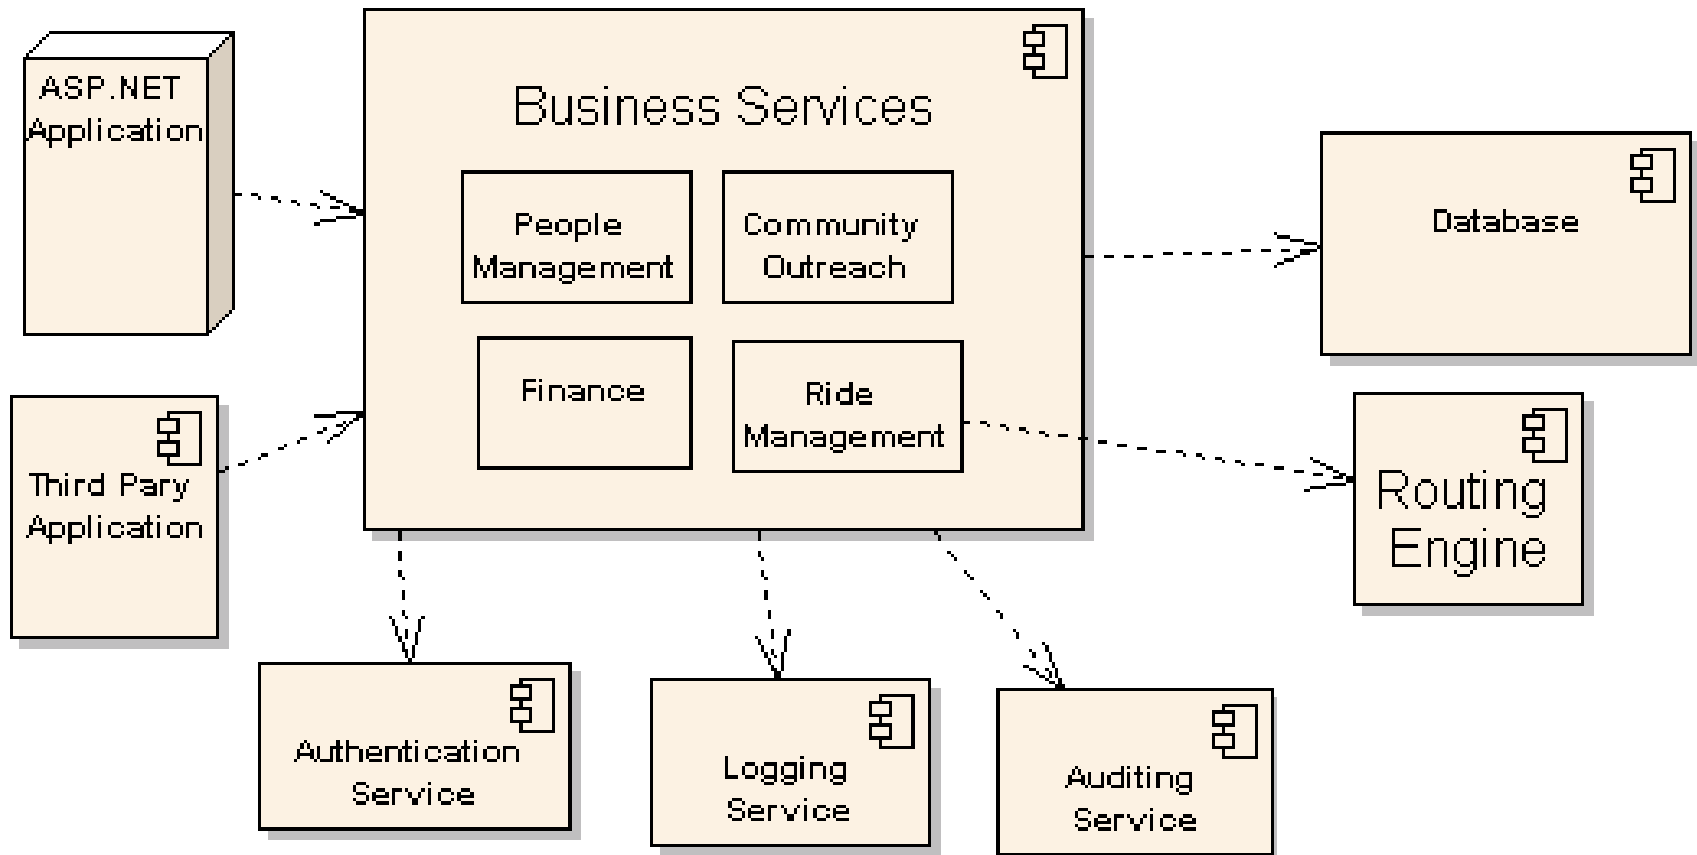 ASP.NET
Application
Business Services
People
Management
Community
Outreach
Finance
Ride
Management
Database
Third Pary
Application
Routing
Engine
Authentication
Service
Logging
Service
Auditing
Service